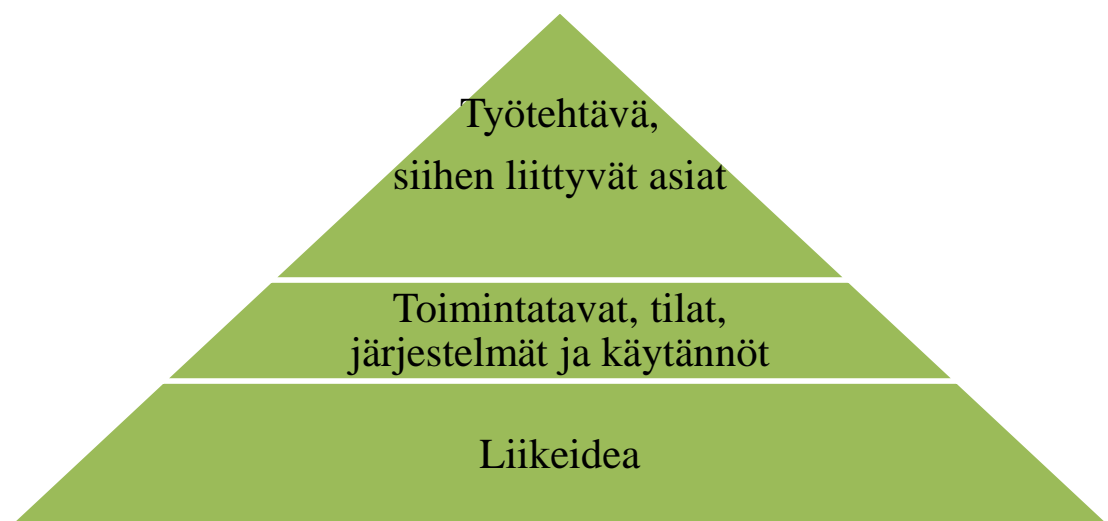 Työtehtävä,
siihen liittyvät asiat
Toimintatavat, tilat,
järjestelmät ja käytännöt
Liikeidea